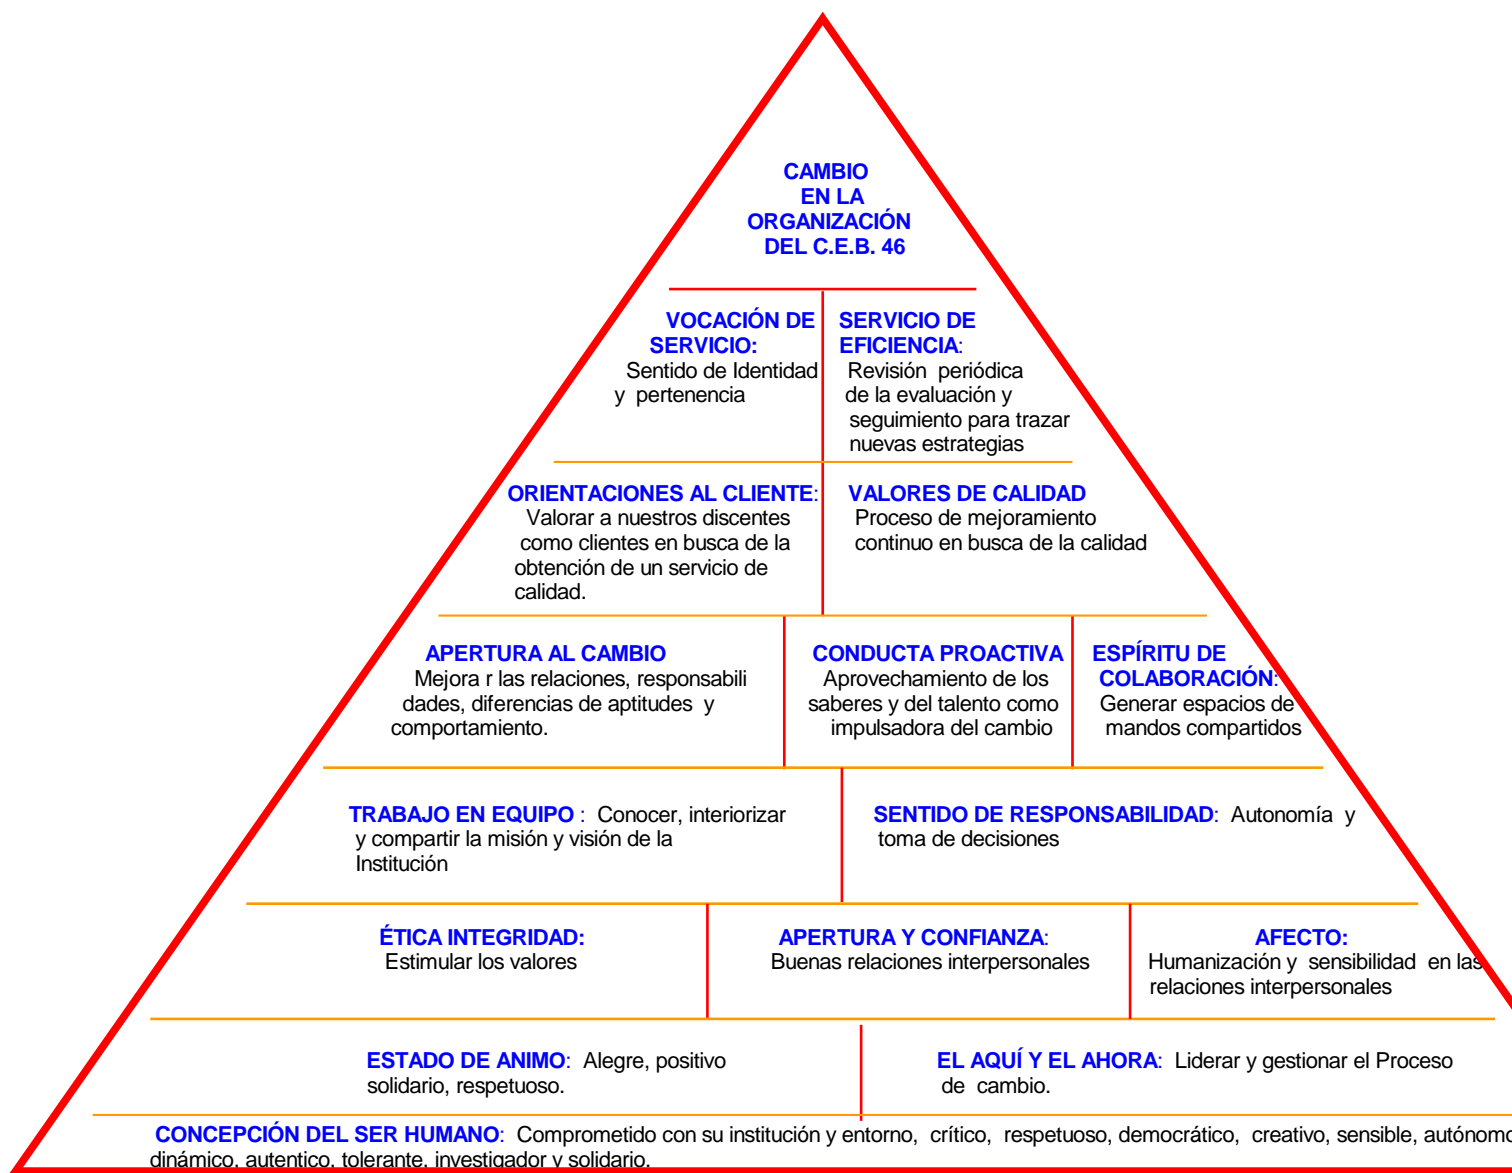 CAMBIO
EN LA
ORGANIZACIÓN
DEL C.E.B. 46
VOCACIÓN DE
SERVICIO:
Sentido de Identidad
y pertenencia
SERVICIO DE
EFICIENCIA:
Revisión periódica
de la evaluación y
seguimiento para trazar
nuevas estrategias
ORIENTACIONES AL CLIENTE:
Valorar a nuestros discentes
como clientes en busca de la
obtención de un servicio de
calidad.
VALORES DE CALIDAD
Proceso de mejoramiento
continuo en busca de la calidad
APERTURA AL CAMBIO
Mejora r las relaciones, responsabili
dades, diferencias de aptitudes y
comportamiento.
CONDUCTA PROACTIVA
Aprovechamiento de los
saberes y del talento como
impulsadora del cambio
ESPÍRITU DE
COLABORACIÓN:
Generar espacios de
mandos compartidos
TRABAJO EN EQUIPO : Conocer, interiorizar
y compartir la misión y visión de la
Institución
SENTIDO DE RESPONSABILIDAD: Autonomía y
toma de decisiones
ÉTICA INTEGRIDAD:
Estimular los valores
APERTURA Y CONFIANZA:
Buenas relaciones interpersonales
AFECTO:
Humanización y sensibilidad en las
relaciones interpersonales
ESTADO DE ANIMO: Alegre, positivo
solidario, respetuoso.
EL AQUÍ Y EL AHORA: Liderar y gestionar el Proceso
de cambio.
CONCEPCIÓN DEL SER HUMANO: Comprometido con su institución y entorno, crítico, respetuoso, democrático, creativo, sensible, autónomo
dinámico, autentico, tolerante, investigador y solidario.